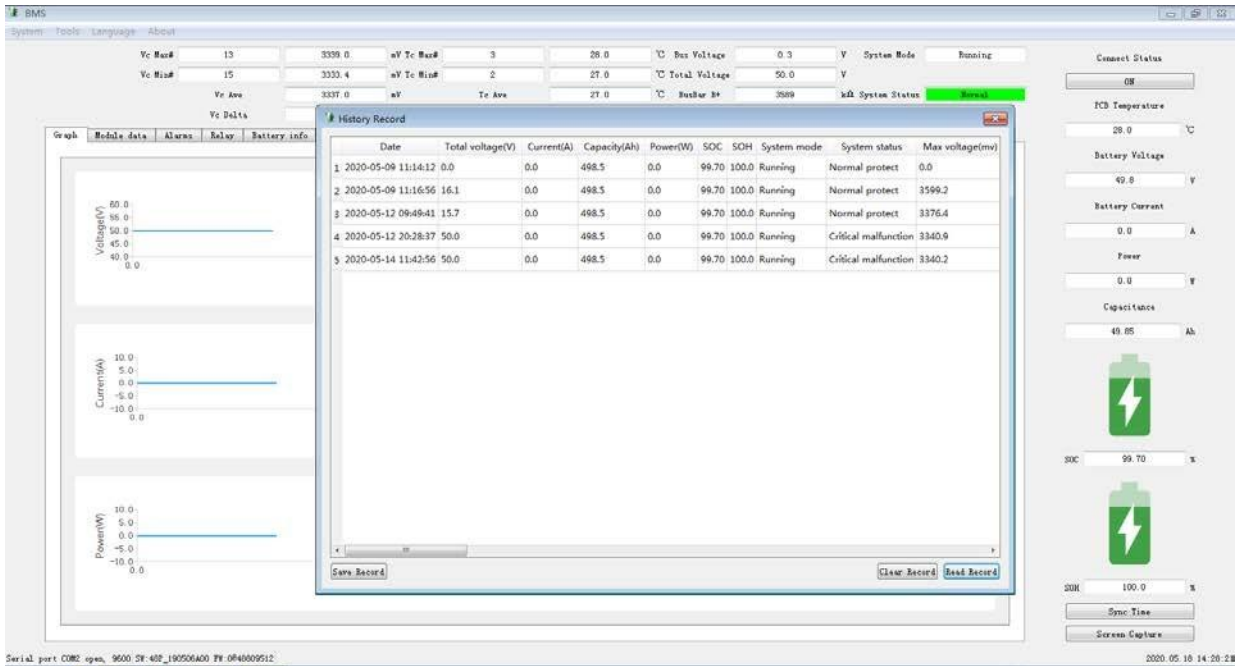 BMS
System Tools Language About
Vc Max# 13 3339.0 mV Tc Max# 3 28.0 ℃ Bus Voltage 0.3 V System Mode Running
Vc Min# 15 3333.4 mV Tc Min# 2 27.0 ℃ Total Voltage 50.0 V
Vc Ave 3337.0 mV Tc Ave 27.0 ℃ BusBar B+ 3589 kΩ System Status Normal
Vc Delta
Graph Module data Alarms Relay Battery info
History Record
Date Total voltage(V) Current(A) Capacity(Ah) Power(W) SOC SOH System mode System status Max voltage(mv)
1 2020-05-09 11:14:12 0.0 0.0 498.5 0.0 99.70 100.0 Running Normal protect 0.0
2 2020-05-09 11:16:56 16.1 0.0 498.5 0.0 99.70 100.0 Running Normal protect 3599.2
3 2020-05-12 09:49:41 15.7 0.0 498.5 0.0 99.70 100.0 Running Normal protect 3376.4
4 2020-05-12 20:28:37 50.0 0.0 498.5 0.0 99.70 100.0 Running Critical malfunction 3340.9
5 2020-05-14 11:42:56 50.0 0.0 498.5 0.0 99.70 100.0 Running Critical malfunction 3340.2
Save Record Clear Record Read Record
Voltage(V)
60.0
55.0
50.0
45.0
40.0
0.0
Current(A)
10.0
5.0
0.0
-5.0
-10.0
0.0
Power(W)
10.0
5.0
0.0
-5.0
-10.0
0.0
Connect Status
ON
PCB Temperature
28.0 ℃
Battery Voltage
49.8 V
Battery Current
0.0 A
Power
0.0 W
Capacitance
49.85 Ah
SOC 99.70 %
SOH 100.0 %
Sync Time
Screen Capture
Serial port COM2 open, 9600
2020.05.18 14:28:2